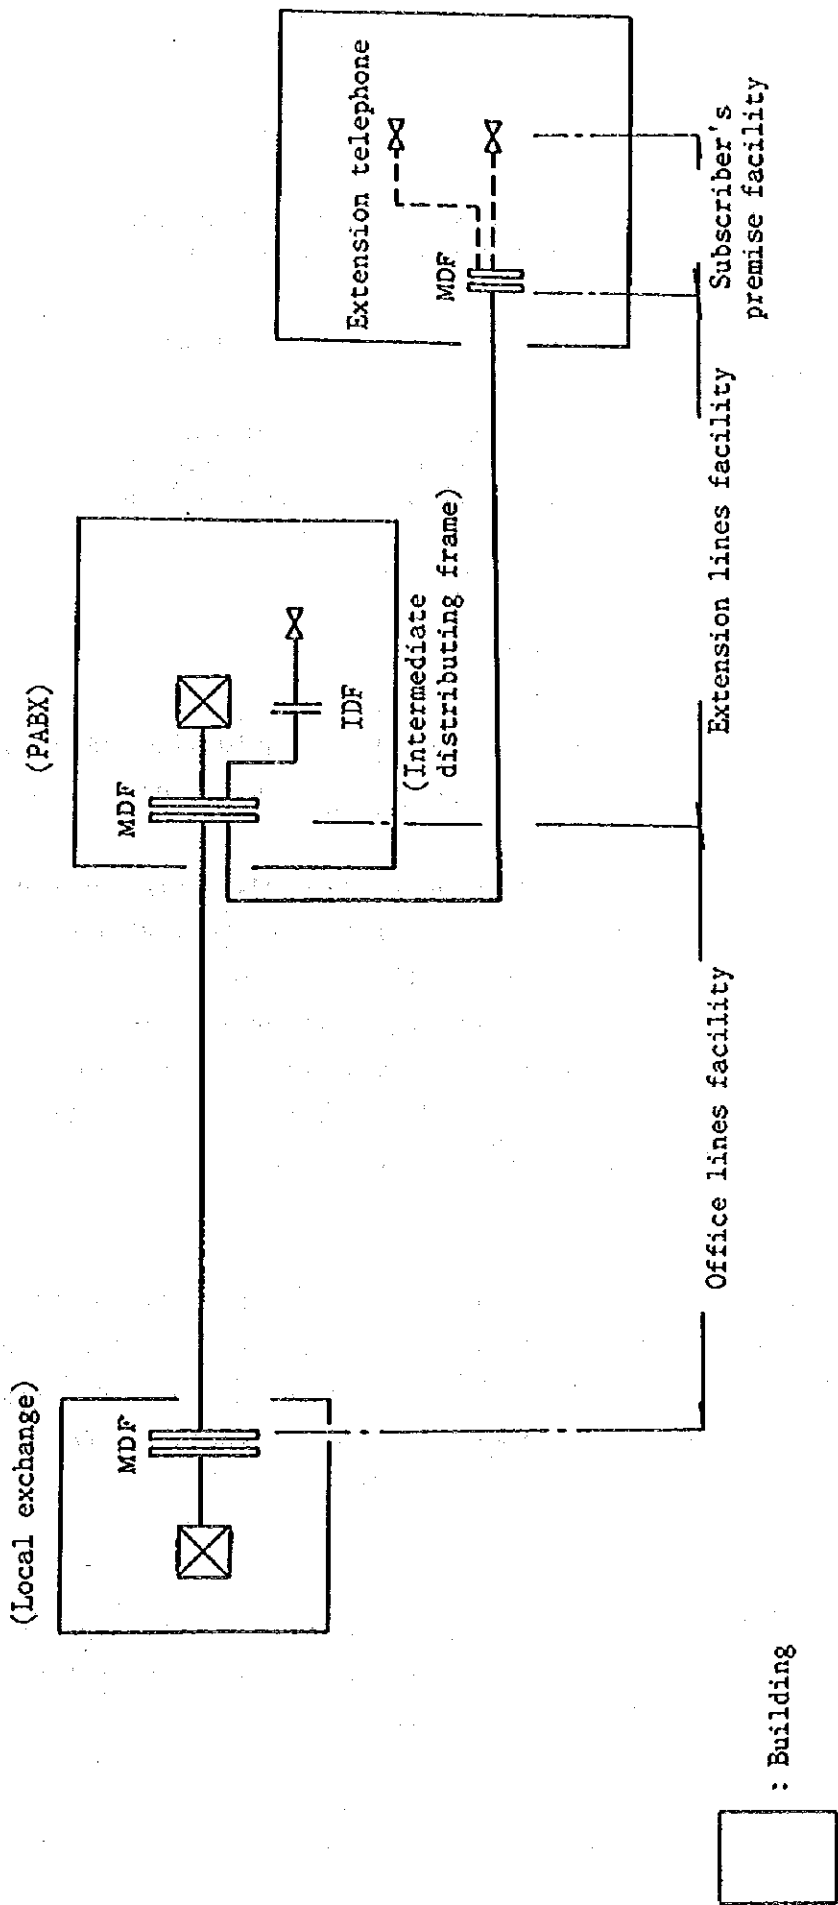 (Local exchange)
MDF
(PABX)
MDF
IDF
(Intermediate
distributing frame)
Extension telephone
MDF
Office lines facility
Extension lines facility
Subscriber's
premise facility
: Building